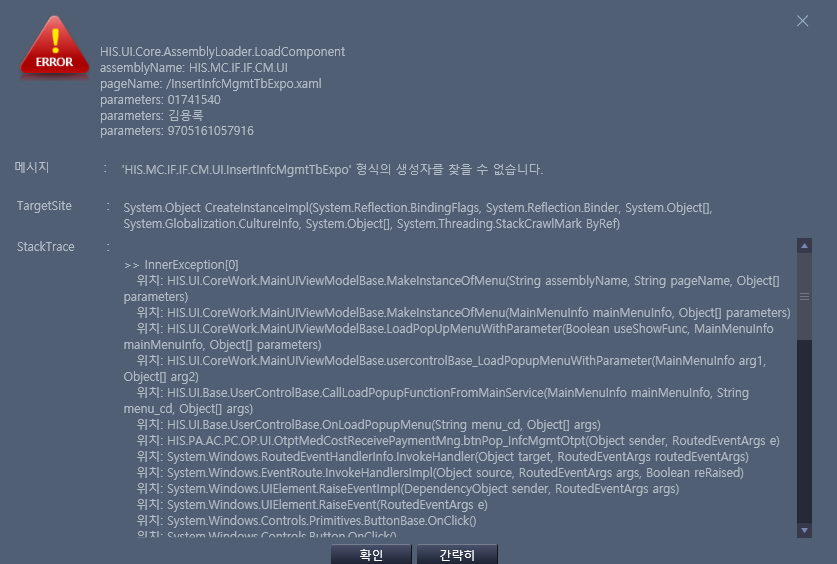 ERROR
HIS.UI.Core.AssemblyLoader.LoadComponent
assemblyName: HIS.MC.IF.IF.CM.UI
pageName: /InsertInfcMgmtTbExpo.xaml
parameters: 01741540
parameters: 김용록
parameters: 9705161057916
메시지 : 'HIS.MC.IF.IF.CM.UI.InsertInfcMgmtTbExpo' 형식의 생성자를 찾을 수 없습니다.
TargetSite : System.Object CreateInstanceImpl(System.Reflection.BindingFlags, System.Reflection.Binder, System.Object[],
System.Globalization.CultureInfo, System.Object[], System.Threading.StackCrawlMark ByRef)
StackTrace :
>> InnerException[0]
위치: HIS.UI.CoreWork.MainUIViewModelBase.MakeInstanceOfMenu(String assemblyName, String pageName, Object[]
parameters)
위치: HIS.UI.CoreWork.MainUIViewModelBase.MakeInstanceOfMenu(MainMenuInfo mainMenuInfo, Object[] parameters)
위치: HIS.UI.CoreWork.MainUIViewModelBase.LoadPopUpMenuWithParameter(Boolean useShowFunc, MainMenuInfo
mainMenuInfo, Object[] parameters)
위치: HIS.UI.CoreWork.MainUIViewModelBase.usercontrolBase_LoadPopupMenuWithParameter(MainMenuInfo arg1,
Object[] arg2)
위치: HIS.UI.Base.UserControlBase.CallLoadPopupFunctionFromMainService(MainMenuInfo mainMenuInfo, String
menu_cd, Object[] args)
위치: HIS.UI.Base.UserControlBase.OnLoadPopupMenu(String menu_cd, Object[] args)
위치: HIS.PA.AC.PC.OP.UI.OtptMedCostReceivePaymentMng.btnPop_InfcMgmtOtpt(Object sender, RoutedEventArgs e)
위치: System.Windows.RoutedEventHandlerInfo.InvokeHandler(Object target, RoutedEventArgs routedEventArgs)
위치: System.Windows.EventRoute.InvokeHandlersImpl(Object source, RoutedEventArgs args, Boolean reRaised)
위치: System.Windows.UIElement.RaiseEventImpl(DependencyObject sender, RoutedEventArgs args)
위치: System.Windows.UIElement.RaiseEvent(RoutedEventArgs e)
위치: System.Windows.Controls.Primitives.ButtonBase.OnClick()
위치: System.Windows.Controls.Button.OnClick()
확인 간략히